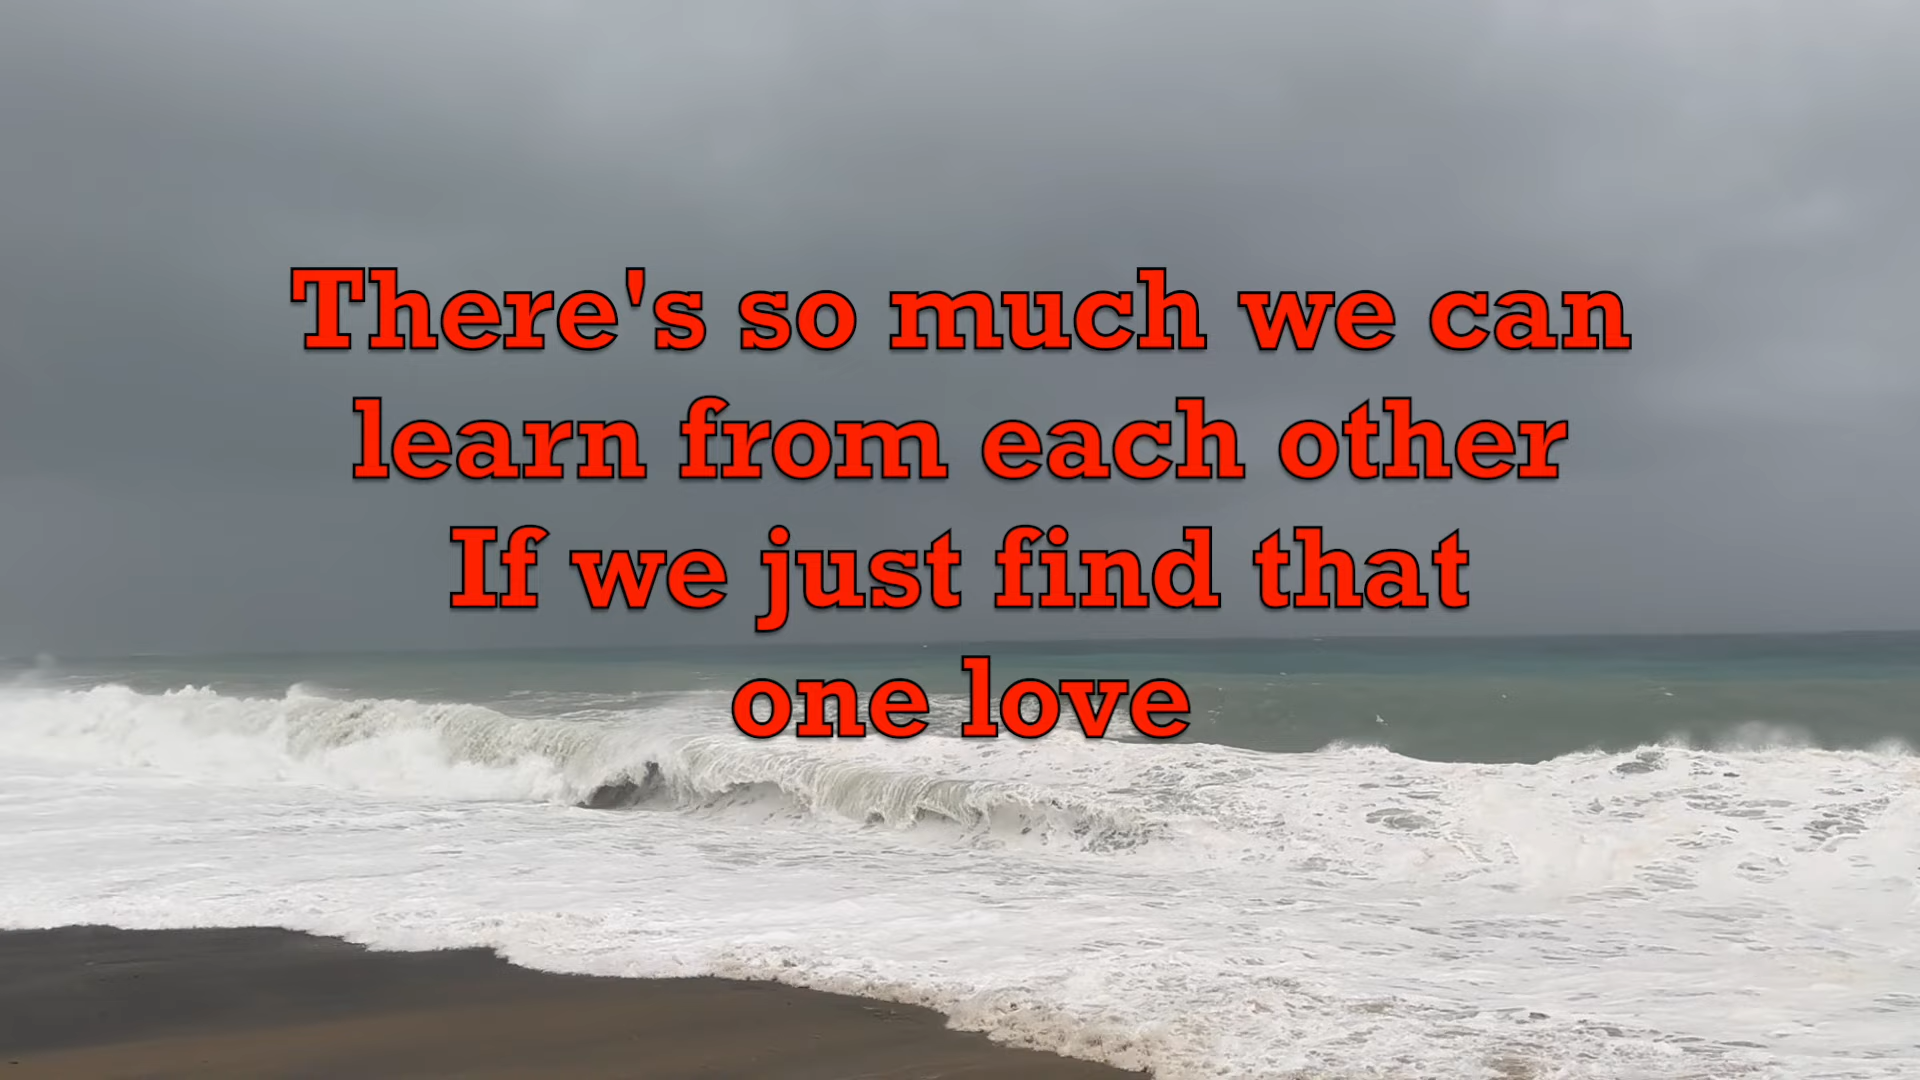 There's so much we can
learn from each other
If we just find that
one love